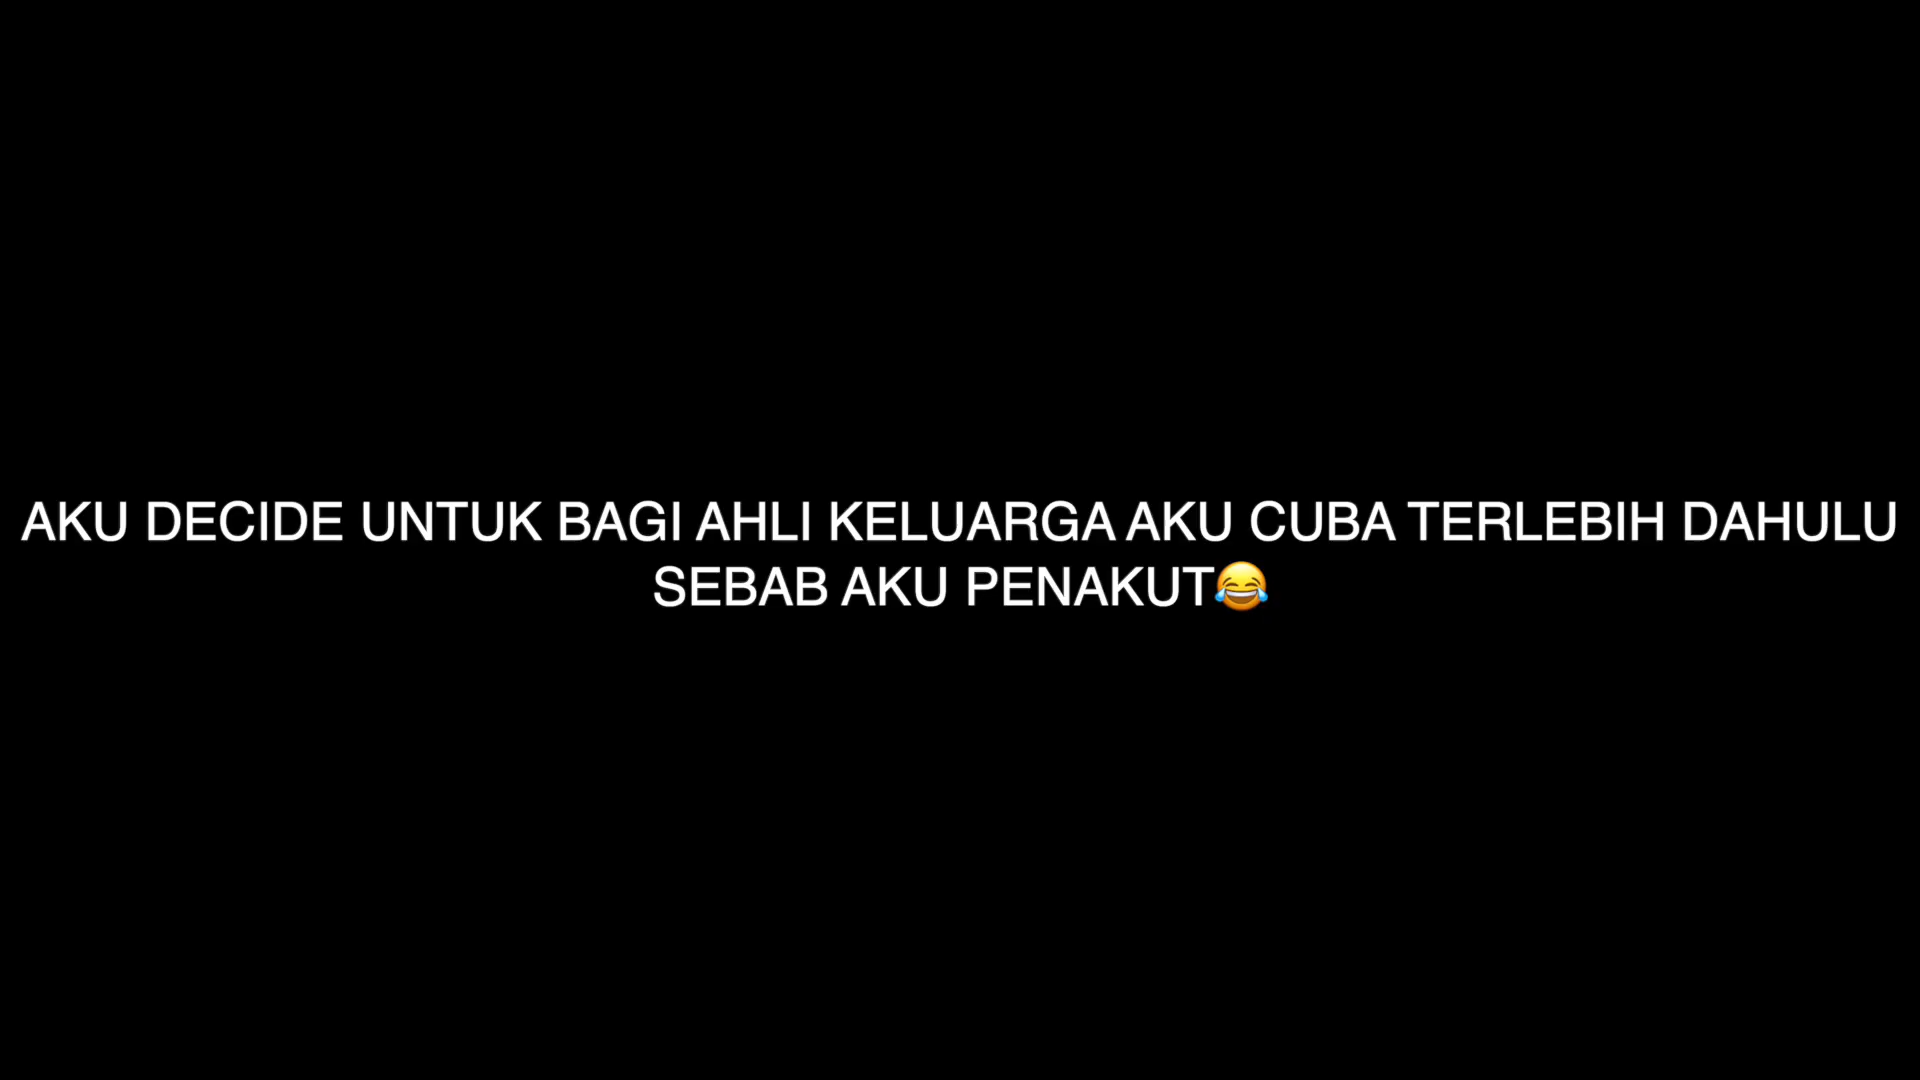 AKU DECIDE UNTUK BAGI AHLI KELUARGA AKU CUBA TERLEBIH DAHULU
SEBAB AKU PENAKUT😂